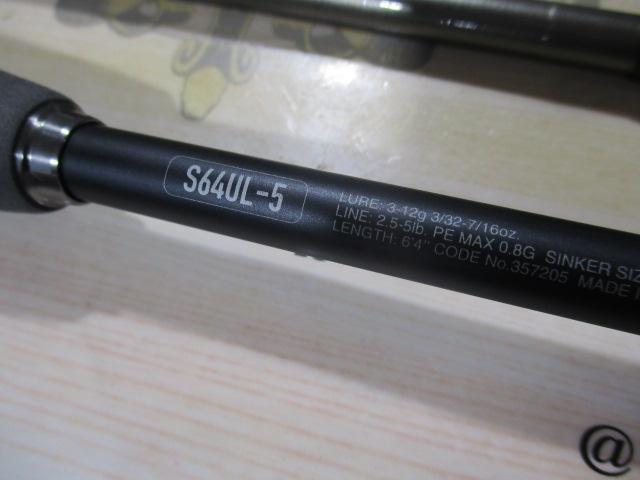 S64UL-5
LURE: 3-12g 3/32-7/16oz.
LINE: 2.5-5lb. PE MAX 0.8G SINKER SIZ
LENGTH: 6'4" CODE No.357205 MADE
@